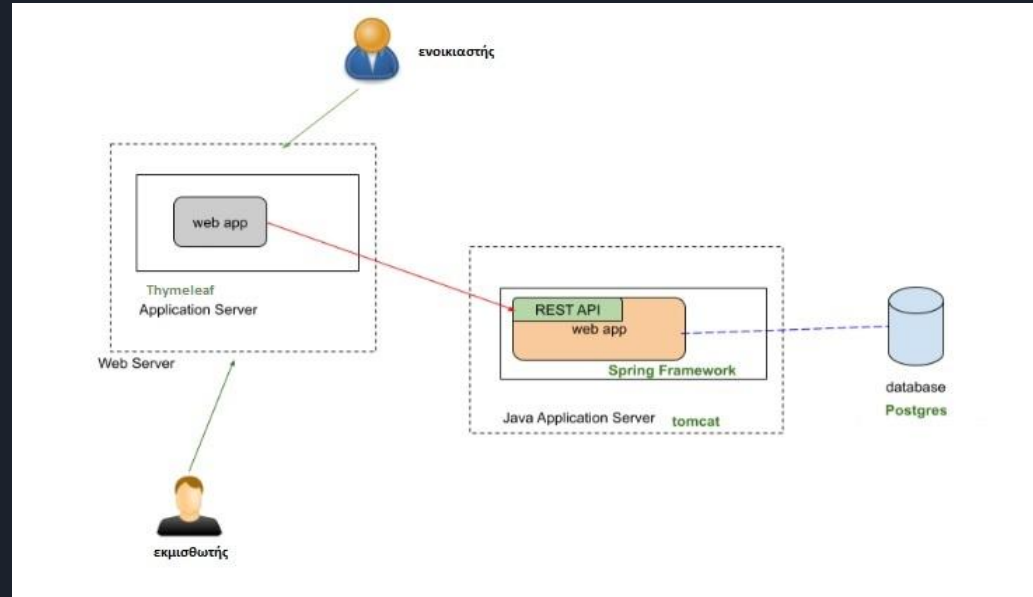 ενοικιαστής
web app
Thymeleaf
Application Server
Web Server
REST API
web app
Spring Framework
Java Application Server tomcat
database
Postgres
εκμισθωτής